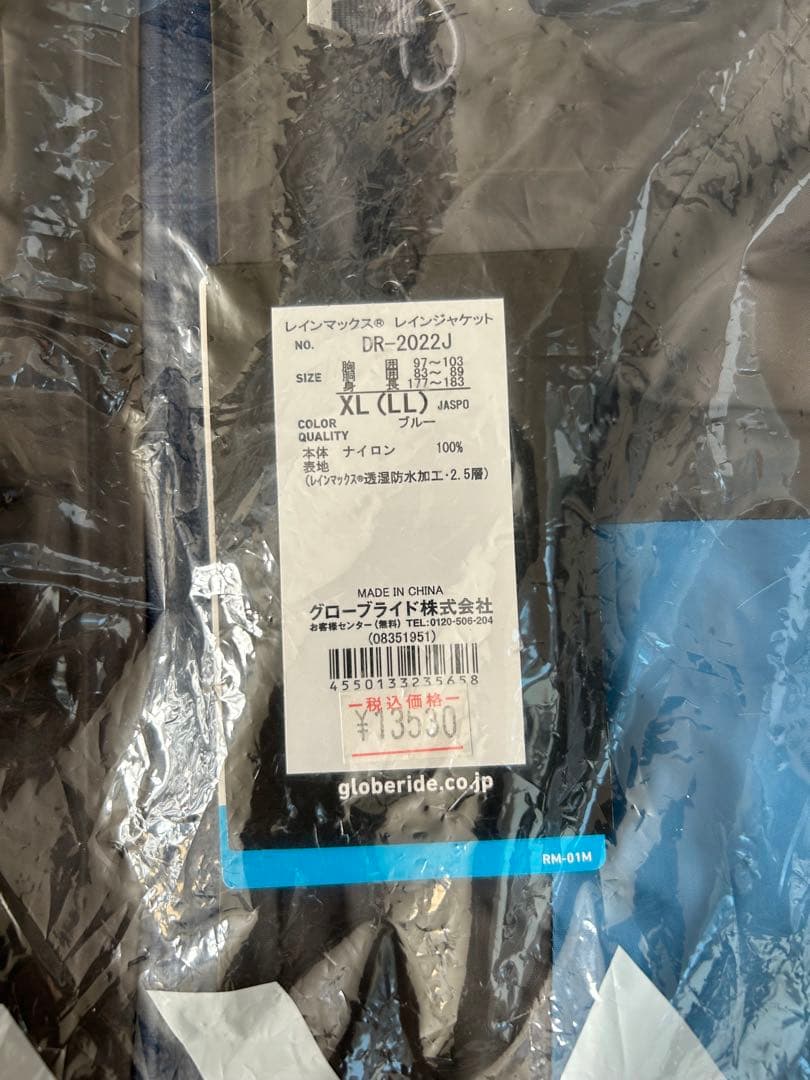 レインマックス® レインジャケット
NO. DR-2022J
胸 囲 97～103
SIZE 胴 囲 83～ 89
身 長 177～183
XL(LL) JASPO
COLOR ブルー
QUALITY
本体 ナイロン 100%
表地
(レインマックス®透湿防水加工・2.5層)
MADE IN CHINA
グローブライド株式会社
お客様センター(無料) TEL:0120-506-204
(08351951)
4550133235658
税込価格
¥13530
globeride.co.jp
RM-01M